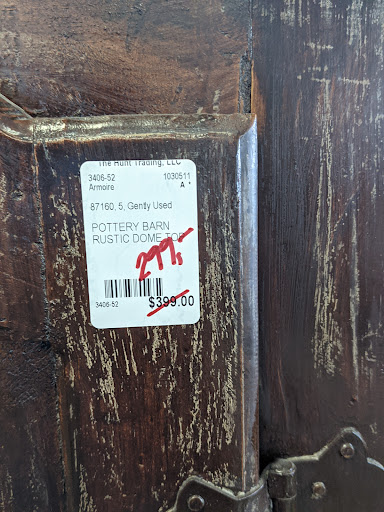 The Hunt Trading, LLC
3406-52 1030511
Armoire A *
87160, 5, Gently Used
POTTERY BARN
RUSTIC DOME TOP
299.
3406-52 $399.00